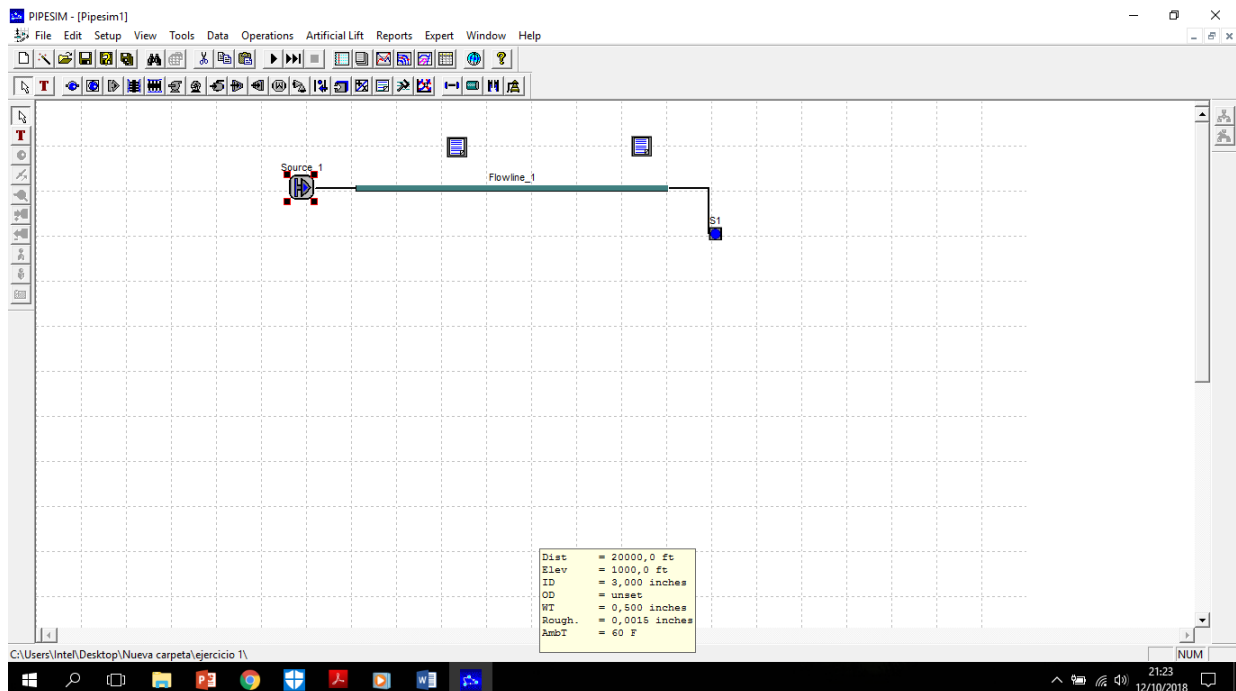 PIPESIM - [Pipesim1]
File Edit Setup View Tools Data Operations Artificial Lift Reports Expert Window Help
T
T
Source_1
Flowline_1
S1
Dist = 20000,0 ft
Elev = 1000,0 ft
ID = 3,000 inches
OD = unset
WT = 0,500 inches
Rough. = 0,0015 inches
AmbT = 60 F
C:\Users\Intel\Desktop\Nueva carpeta\ejercicio 1\
NUM
21:23
12/10/2018